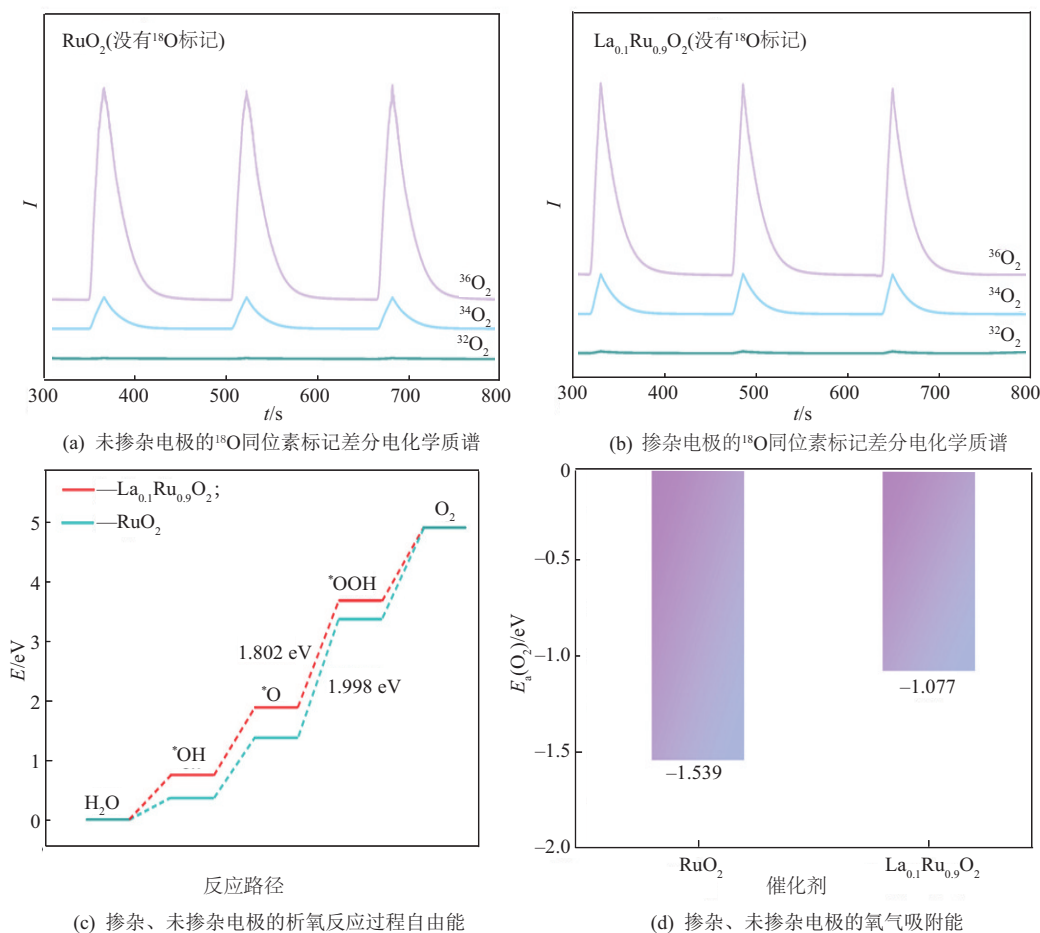 RuO₂(没有¹⁸O标记)
I
³⁶O₂
³⁴O₂
³²O₂
300 400 500 600 700 800
t/s
(a) 未掺杂电极的¹⁸O同位素标记差分电化学质谱
La₀.₁Ru₀.₉O₂(没有¹⁸O标记)
I
³⁶O₂
³⁴O₂
³²O₂
300 400 500 600 700 800
t/s
(b) 掺杂电极的¹⁸O同位素标记差分电化学质谱
—La₀.₁Ru₀.₉O₂;
—RuO₂
O₂
*OOH
1.802 eV
1.998 eV
*O
*OH
H₂O
5
4
3
2
1
0
E/eV
反应路径
(c) 掺杂、未掺杂电极的析氧反应过程自由能
0
−0.5
−1.0
−1.5
−2.0
Eₐ(O₂)/eV
−1.077
−1.539
RuO₂ La₀.₁Ru₀.₉O₂
催化剂
(d) 掺杂、未掺杂电极的氧气吸附能